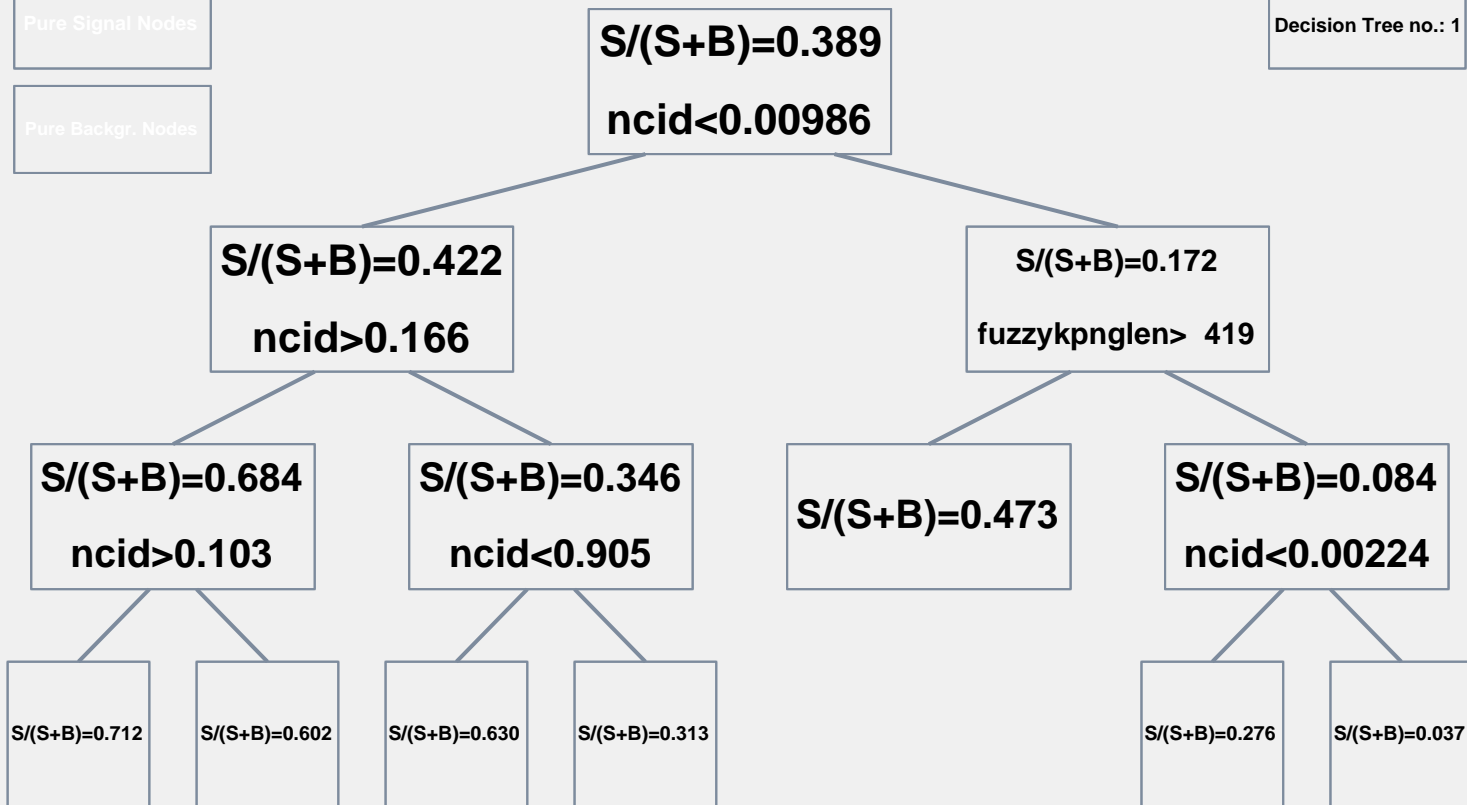 Pure Signal Nodes
Pure Backgr. Nodes
Decision Tree no.: 1
S/(S+B)=0.389
ncid<0.00986
S/(S+B)=0.422
ncid>0.166
S/(S+B)=0.172
fuzzykpnglen> 419
S/(S+B)=0.684
ncid>0.103
S/(S+B)=0.346
ncid<0.905
S/(S+B)=0.473
S/(S+B)=0.084
ncid<0.00224
S/(S+B)=0.712
S/(S+B)=0.602
S/(S+B)=0.630
S/(S+B)=0.313
S/(S+B)=0.276
S/(S+B)=0.037